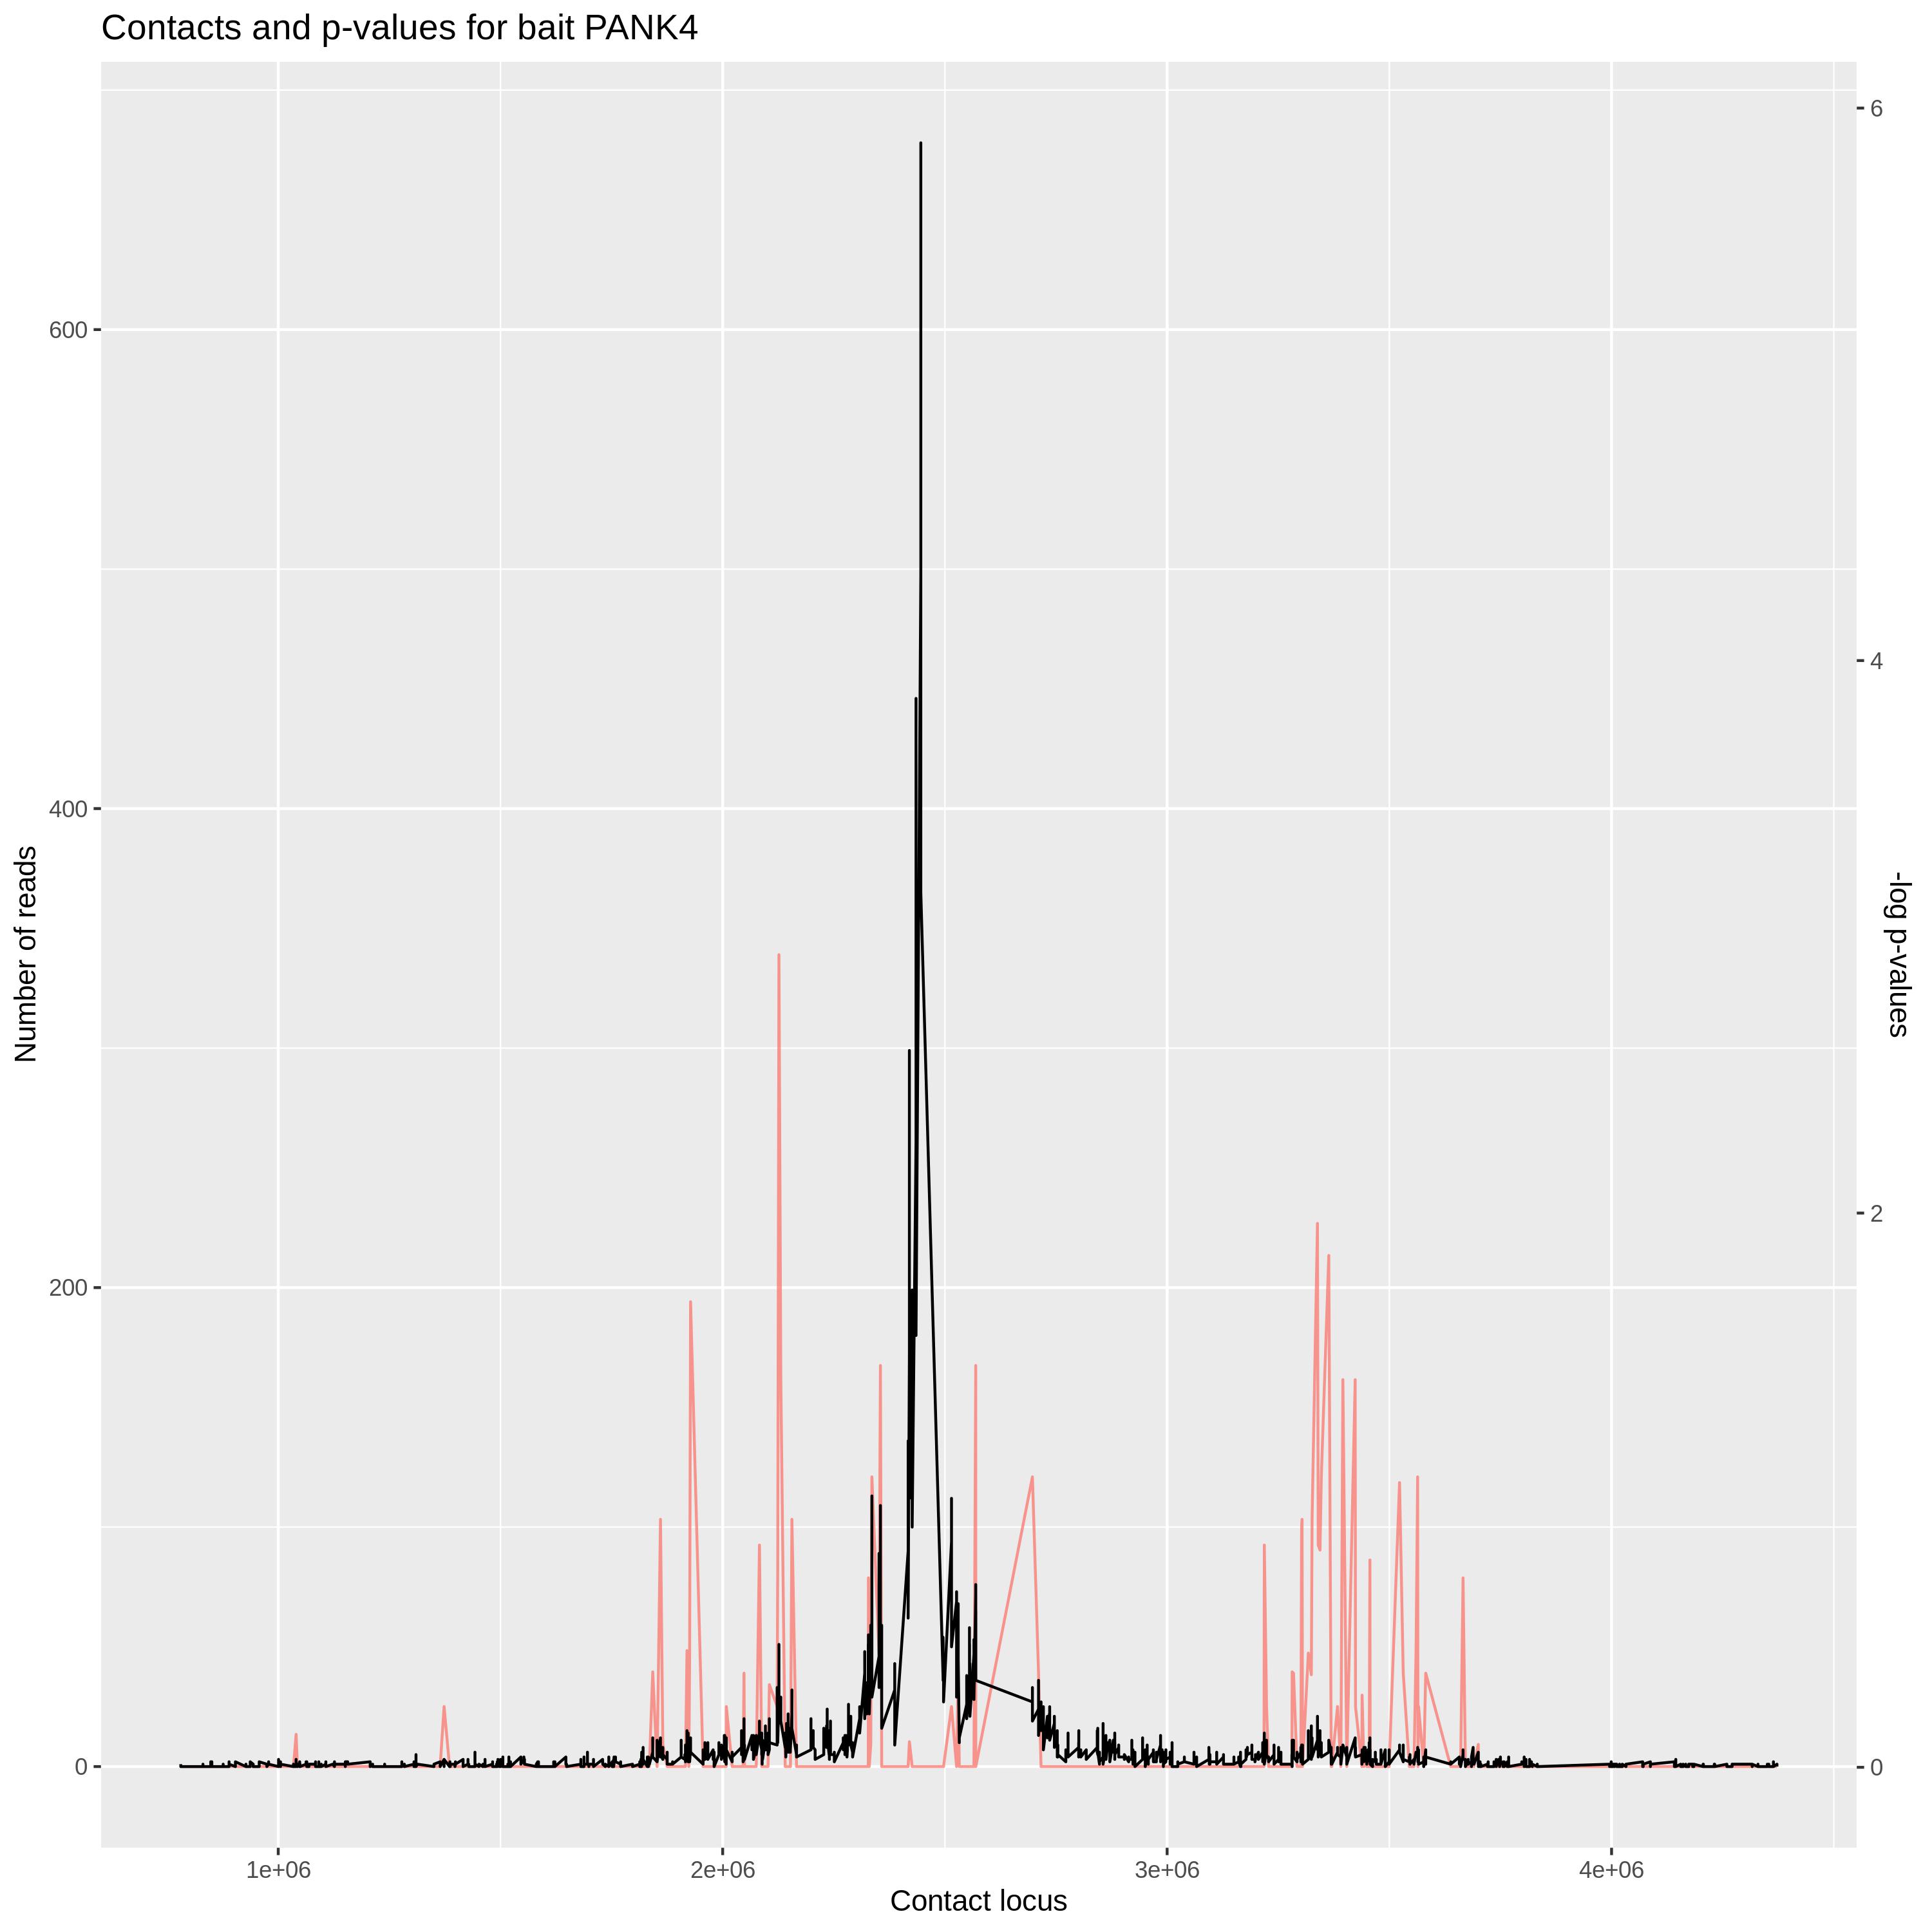 Contacts and p-values for bait PANK4
Number of reads
600
400
200
0
6
4
2
0
-log p-values
1e+06
2e+06
3e+06
4e+06
Contact locus